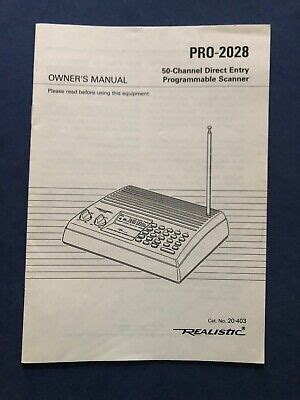 PRO-2028
50-Channel Direct Entry
Programmable Scanner
OWNER'S MANUAL
Please read before using this equipment.
Cat. No. 20-403
REALISTIC®